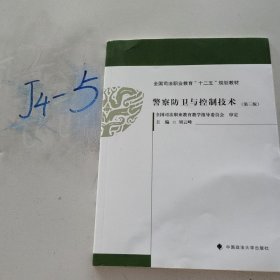 J4-5
全国司法职业教育“十二五”规划教材
警察防卫与控制技术（第二版）
全国司法职业教育教学指导委员会 审定
主 编 ◎
中国政法大学出版社